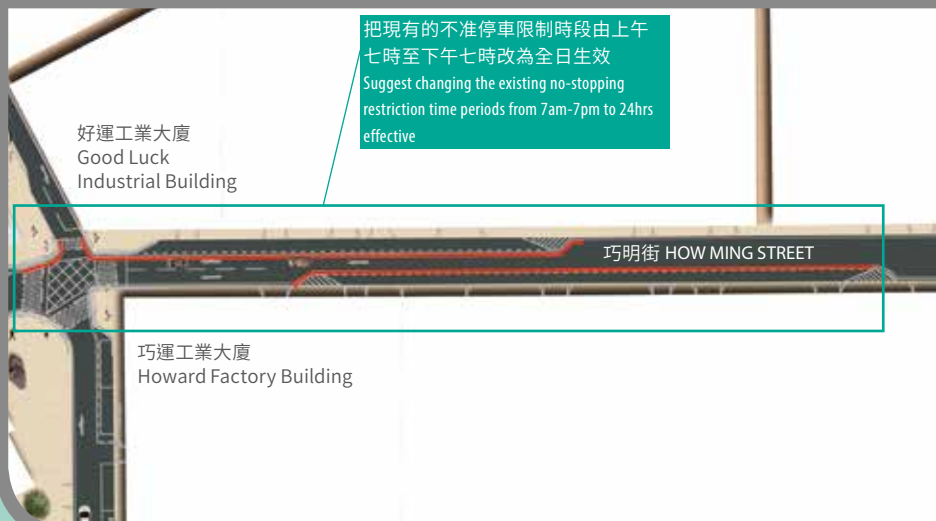 把現有的不准停車限制時段由上午
七時至下午七時改為全日生效
Suggest changing the existing no-stopping
restriction time periods from 7am-7pm to 24hrs
effective
好運工業大廈
Good Luck
Industrial Building
巧明街 HOW MING STREET
巧運工業大廈
Howard Factory Building